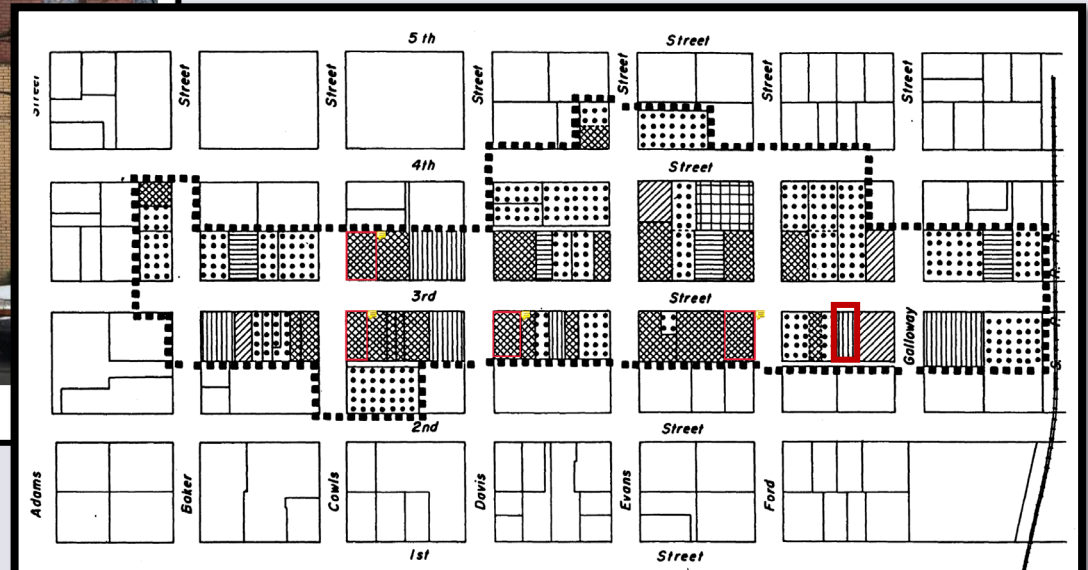 5th Street
Street Street Street Street Street Street
4th Street
3rd Street
Galloway
2nd Street
Adams Baker Cowls Davis Evans Ford
1st Street